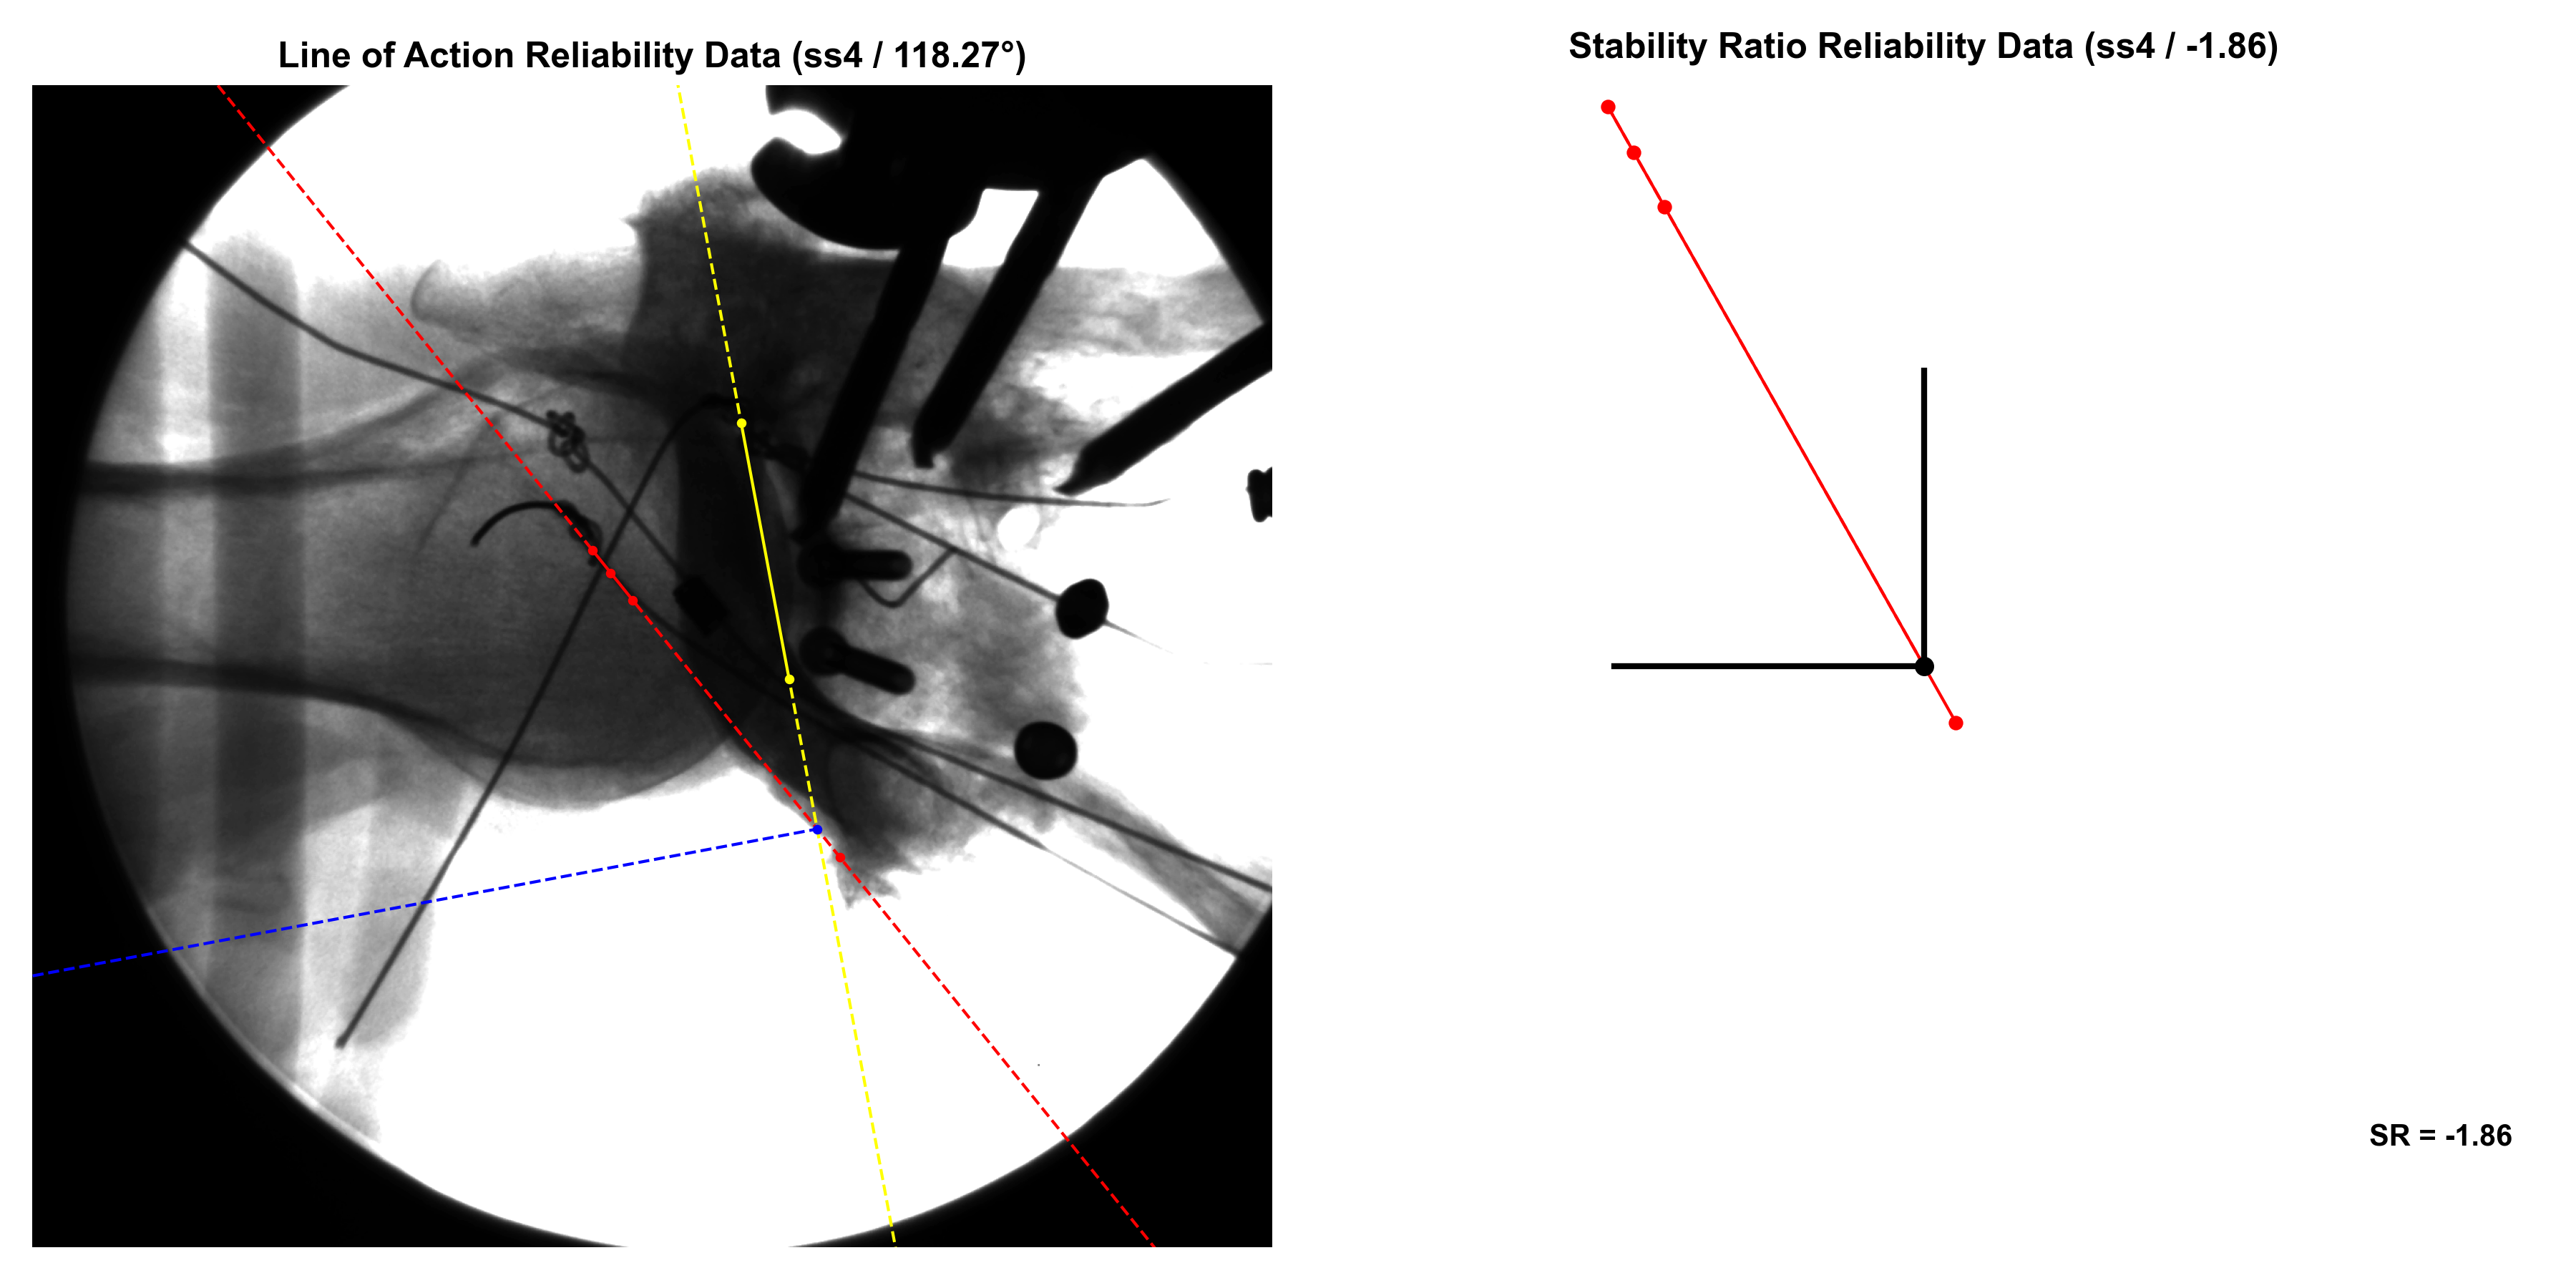 Line of Action Reliability Data (ss4 / 118.27°)
Stability Ratio Reliability Data (ss4 / -1.86)
SR = -1.86